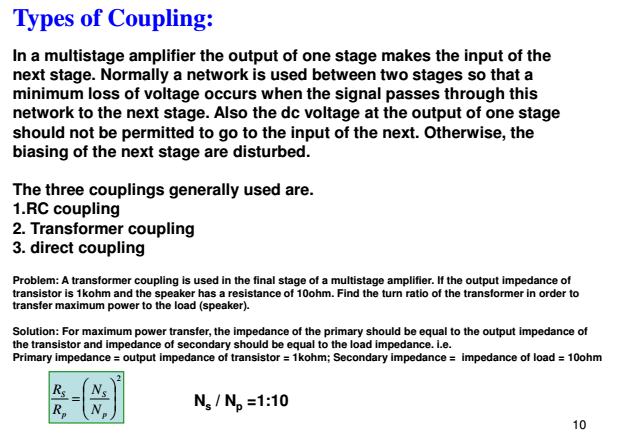 Types of Coupling:
In a multistage amplifier the output of one stage makes the input of the
next stage. Normally a network is used between two stages so that a
minimum loss of voltage occurs when the signal passes through this
network to the next stage. Also the dc voltage at the output of one stage
should not be permitted to go to the input of the next. Otherwise, the
biasing of the next stage are disturbed.
The three couplings generally used are.
1.RC coupling
2. Transformer coupling
3. direct coupling
Problem: A transformer coupling is used in the final stage of a multistage amplifier. If the output impedance of
transistor is 1kohm and the speaker has a resistance of 10ohm. Find the turn ratio of the transformer in order to
transfer maximum power to the load (speaker).
Solution: For maximum power transfer, the impedance of the primary should be equal to the output impedance of
the transistor and impedance of secondary should be equal to the load impedance. i.e.
Primary impedance = output impedance of transistor = 1kohm; Secondary impedance = impedance of load = 10ohm
R_S / R_p = (N_S / N_p)^2
N_s / N_p =1:10
10